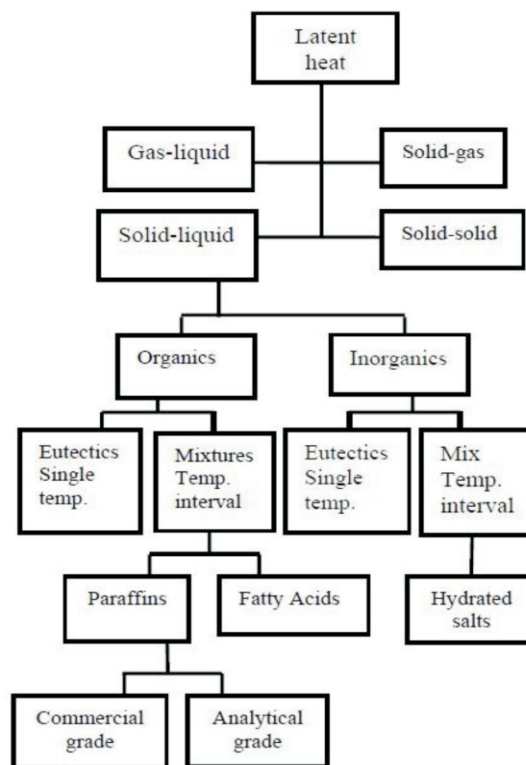 Latent
heat
Gas-liquid
Solid-gas
Solid-liquid
Solid-solid
Organics
Inorganics
Eutectics
Single
temp.
Mixtures
Temp.
interval
Eutectics
Single
temp.
Mix
Temp.
interval
Paraffins
Fatty Acids
Hydrated
salts
Commercial
grade
Analytical
grade